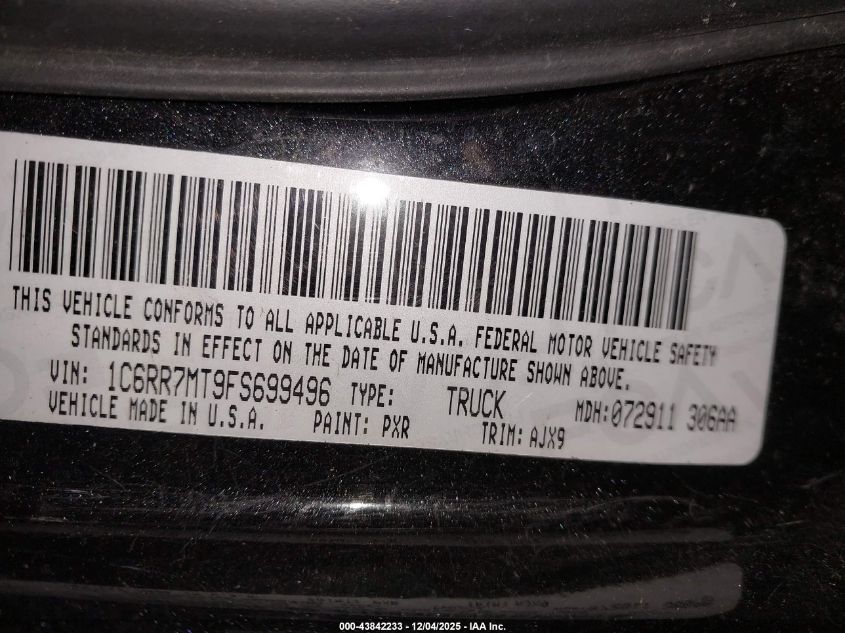 THIS VEHICLE CONFORMS TO ALL APPLICABLE U.S.A. FEDERAL MOTOR VEHICLE SAFETY
STANDARDS IN EFFECT ON THE DATE OF MANUFACTURE SHOWN ABOVE.
VIN: 1C6RR7MT9FS699496 TYPE: TRUCK MDH:072911 306AA
VEHICLE MADE IN U.S.A. PAINT: PXR TRIM: AJX9
000-43842233 - 12/04/2025 - IAA Inc.